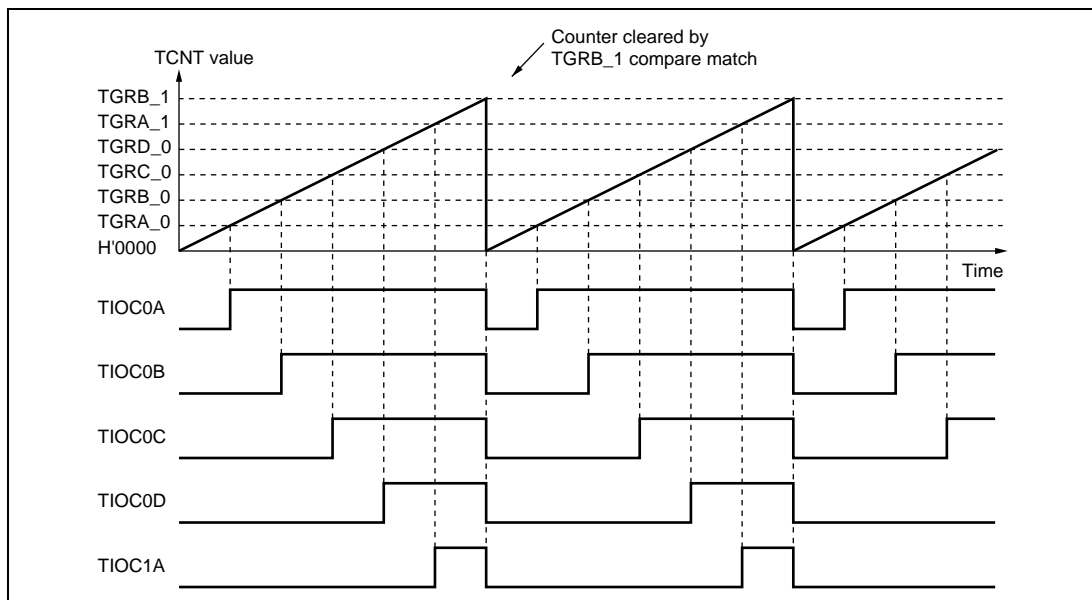 Counter cleared by
TGRB_1 compare match
TCNT value
TGRB_1
TGRA_1
TGRD_0
TGRC_0
TGRB_0
TGRA_0
H'0000
Time
TIOC0A
TIOC0B
TIOC0C
TIOC0D
TIOC1A